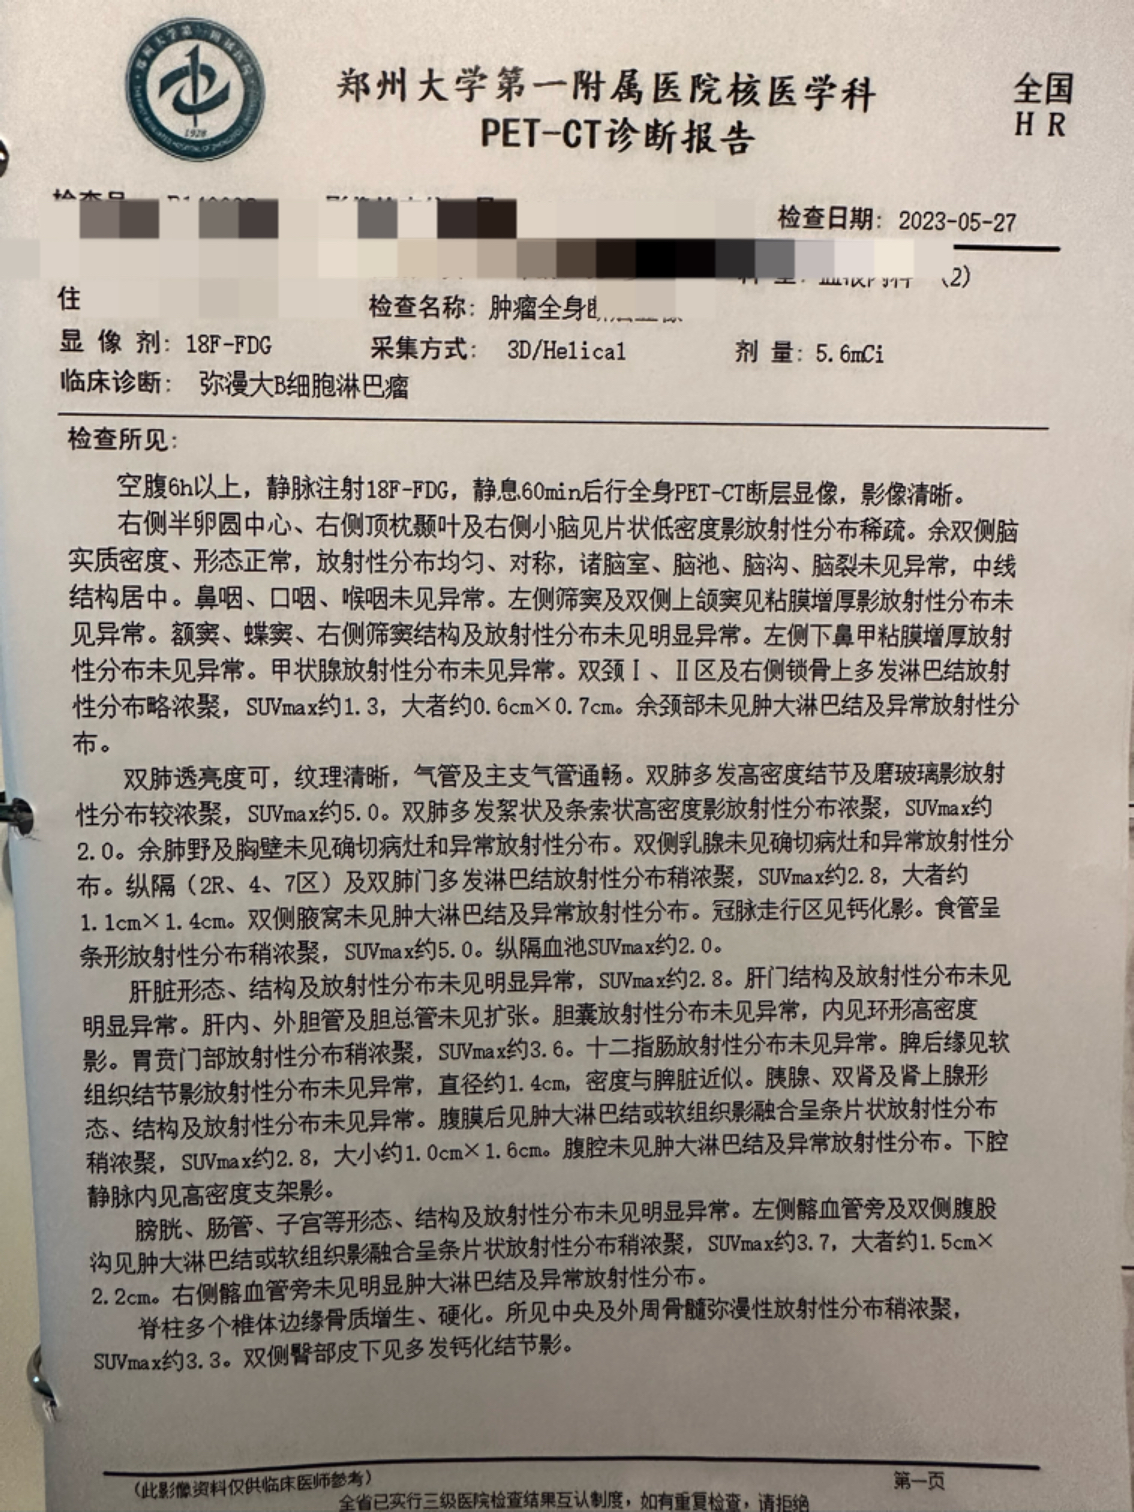 郑州大学第一附属医院核医学科
全国
PET-CT诊断报告
HR
1928
检查日期：2023-05-27
(2)
住
检查名称：肿瘤全身
显像剂：18F-FDG 采集方式：3D/Helical 剂量：5.6mCi
临床诊断：弥漫大B细胞淋巴瘤
检查所见：
空腹6h以上，静脉注射18F-FDG，静息60min后行全身PET-CT断层显像，影像清晰。
右侧半卵圆中心、右侧顶枕颞叶及右侧小脑见片状低密度影放射性分布稀疏。余双侧脑
实质密度、形态正常，放射性分布均匀、对称，诸脑室、脑池、脑沟、脑裂未见异常，中线
结构居中。鼻咽、口咽、喉咽未见异常。左侧筛窦及双侧上颌窦见粘膜增厚影放射性分布未
见异常。额窦、蝶窦、右侧筛窦结构及放射性分布未见明显异常。左侧下鼻甲粘膜增厚放射
性分布未见异常。甲状腺放射性分布未见异常。双颈Ⅰ、Ⅱ区及右侧锁骨上多发淋巴结放射
性分布略浓聚，SUVmax约1.3，大者约0.6cm×0.7cm。余颈部未见肿大淋巴结及异常放射性分
布。
双肺透亮度可，纹理清晰，气管及主支气管通畅。双肺多发高密度结节及磨玻璃影放射
性分布较浓聚，SUVmax约5.0。双肺多发絮状及条索状高密度影放射性分布浓聚，SUVmax约
2.0。余肺野及胸壁未见确切病灶和异常放射性分布。双侧乳腺未见确切病灶和异常放射性分
布。纵隔（2R、4、7区）及双肺门多发淋巴结放射性分布稍浓聚，SUVmax约2.8，大者约
1.1cm×1.4cm。双侧腋窝未见肿大淋巴结及异常放射性分布。冠脉走行区见钙化影。食管呈
条形放射性分布稍浓聚，SUVmax约5.0。纵隔血池SUVmax约2.0。
肝脏形态、结构及放射性分布未见明显异常，SUVmax约2.8。肝门结构及放射性分布未见
明显异常。肝内、外胆管及胆总管未见扩张。胆囊放射性分布未见异常，内见环形高密度
影。胃贲门部放射性分布稍浓聚，SUVmax约3.6。十二指肠放射性分布未见异常。脾后缘见软
组织结节影放射性分布未见异常，直径约1.4cm，密度与脾脏近似。胰腺、双肾及肾上腺形
态、结构及放射性分布未见异常。腹膜后见肿大淋巴结或软组织影融合呈条片状放射性分布
稍浓聚，SUVmax约2.8，大小约1.0cm×1.6cm。腹腔未见肿大淋巴结及异常放射性分布。下腔
静脉内见高密度支架影。
膀胱、肠管、子宫等形态、结构及放射性分布未见明显异常。左侧髂血管旁及双侧腹股
沟见肿大淋巴结或软组织影融合呈条片状放射性分布稍浓聚，SUVmax约3.7，大者约1.5cm×
2.2cm。右侧髂血管旁未见明显肿大淋巴结及异常放射性分布。
脊柱多个椎体边缘骨质增生、硬化。所见中央及外周骨髓弥漫性放射性分布稍浓聚，
SUVmax约3.3。双侧臀部皮下见多发钙化结节影。
（此影像资料仅供临床医师参考） 第一页
全省已实行三级医院检查结果互认制度，如有重复检查，请拒绝